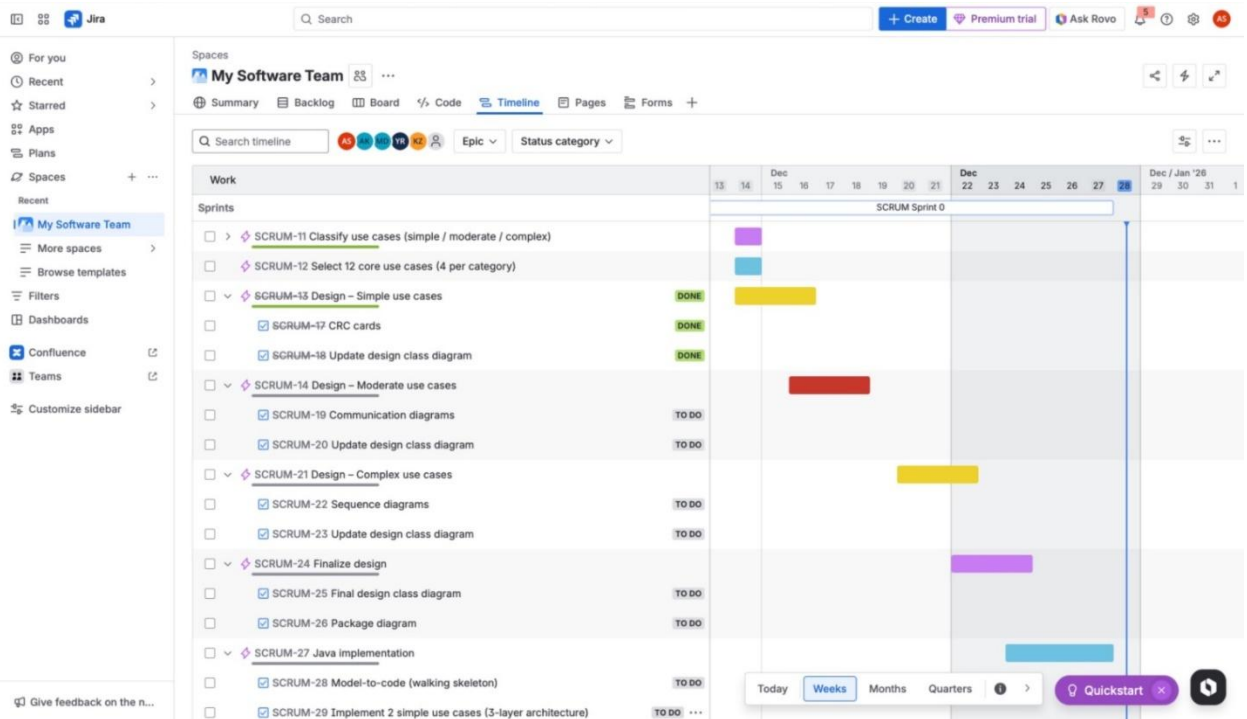 Jira
Search
+ Create
Premium trial
Ask Rovo
5
AS
For you
Recent
Starred
Apps
Plans
Spaces
Recent
My Software Team
More spaces
Browse templates
Filters
Dashboards
Confluence
Teams
Customize sidebar
Give feedback on the n...
Spaces
My Software Team
Summary Backlog Board Code Timeline Pages Forms
Search timeline
AS AK MD YR KZ
Epic
Status category
Work
Dec Dec Dec / Jan '26
13 14 15 16 17 18 19 20 21 22 23 24 25 26 27 28 29 30 31 1
Sprints
SCRUM Sprint 0
SCRUM-11 Classify use cases (simple / moderate / complex)
SCRUM-12 Select 12 core use cases (4 per category)
SCRUM-13 Design – Simple use cases DONE
SCRUM-17 CRC cards DONE
SCRUM-18 Update design class diagram DONE
SCRUM-14 Design – Moderate use cases
SCRUM-19 Communication diagrams TO DO
SCRUM-20 Update design class diagram TO DO
SCRUM-21 Design – Complex use cases
SCRUM-22 Sequence diagrams TO DO
SCRUM-23 Update design class diagram TO DO
SCRUM-24 Finalize design
SCRUM-25 Final design class diagram TO DO
SCRUM-26 Package diagram TO DO
SCRUM-27 Java implementation
SCRUM-28 Model-to-code (walking skeleton) TO DO
SCRUM-29 Implement 2 simple use cases (3-layer architecture) TO DO
Today Weeks Months Quarters
Quickstart